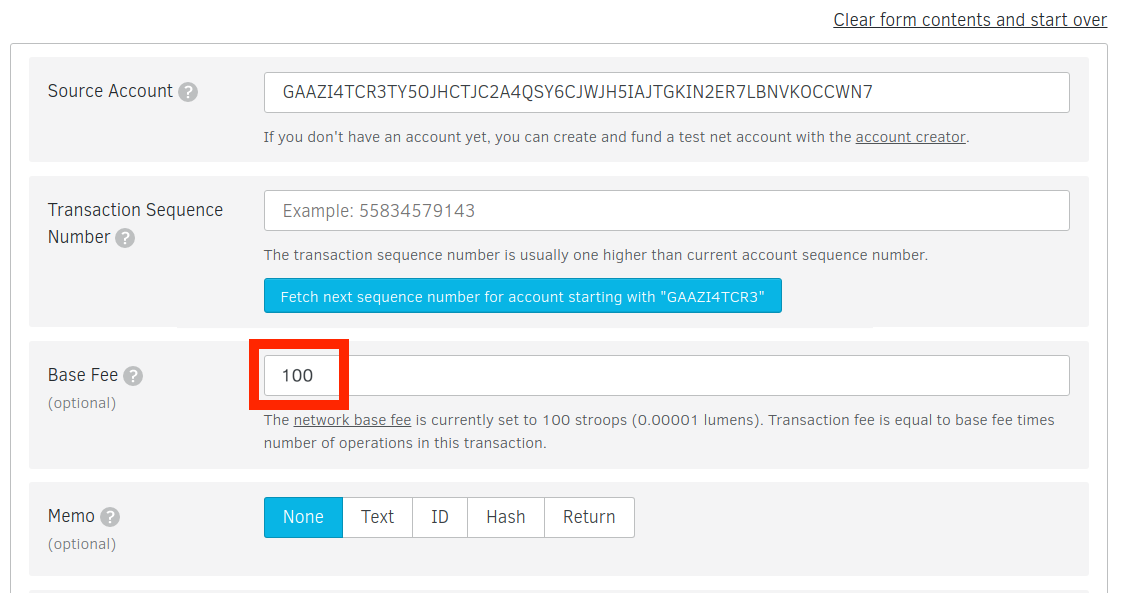 Clear form contents and start over
Source Account ?
GAAZI4TCR3TY5OJHCTJC2A4QSY6CJWJH5IAJTGKIN2ER7LBNVKOCCWN7
If you don't have an account yet, you can create and fund a test net account with the account creator.
Transaction Sequence
Number ?
Example: 55834579143
The transaction sequence number is usually one higher than current account sequence number.
Fetch next sequence number for account starting with "GAAZI4TCR3"
Base Fee ?
(optional)
100
The network base fee is currently set to 100 stroops (0.00001 lumens). Transaction fee is equal to base fee times
number of operations in this transaction.
Memo ?
(optional)
None Text ID Hash Return